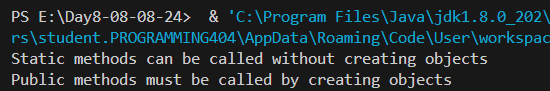 PS E:\Day8-08-08-24>  & 'C:\Program Files\Java\jdk1.8.0_202\
rs\student.PROGRAMMING404\AppData\Roaming\Code\User\workspac
Static methods can be called without creating objects
Public methods must be called by creating objects